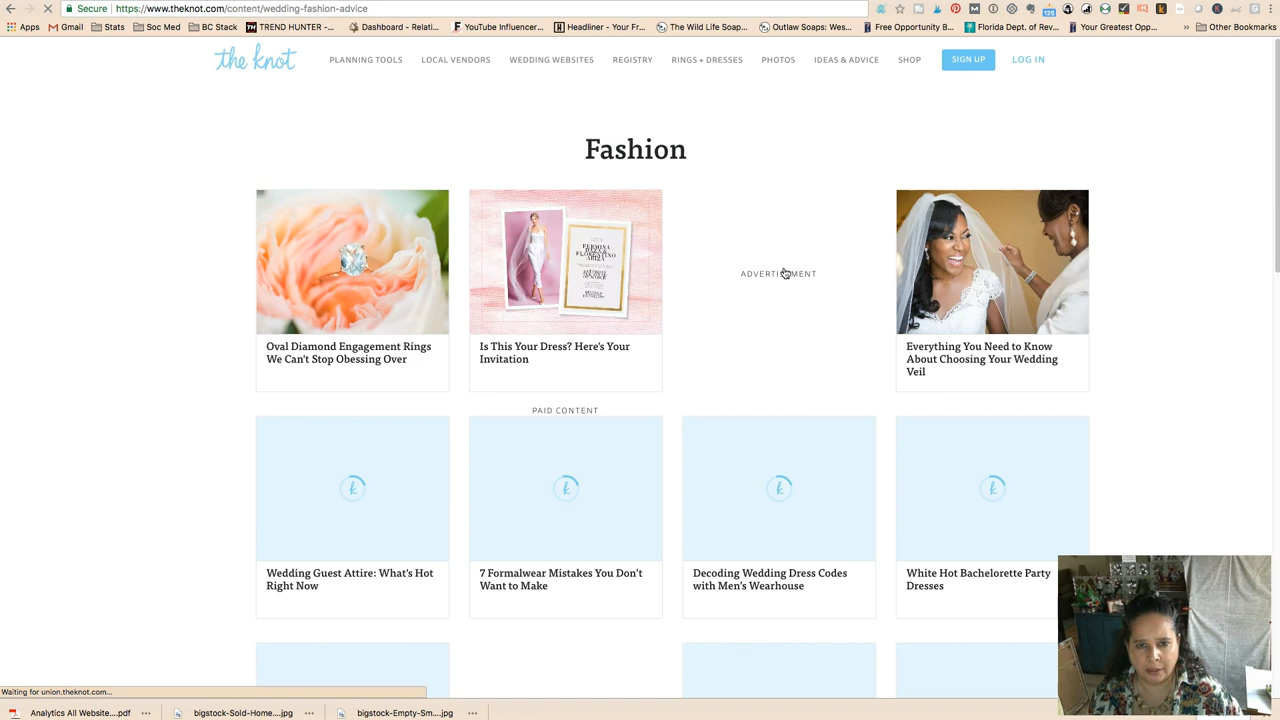 Secure https://www.theknot.com/content/wedding-fashion-advice
Apps Gmail Stats Soc Med BC Stack TREND HUNTER -... Dashboard - Relati... YouTube Influencer... Headliner - Your Fr... The Wild Life Soap... Outlaw Soaps: Wes... Free Opportunity B... Florida Dept. of Rev... Your Greatest Opp... » Other Bookmarks
the knot PLANNING TOOLS LOCAL VENDORS WEDDING WEBSITES REGISTRY RINGS + DRESSES PHOTOS IDEAS & ADVICE SHOP SIGN UP LOG IN
Fashion
ADVERTISEMENT
Oval Diamond Engagement Rings
We Can't Stop Obsessing Over
Is This Your Dress? Here's Your
Invitation
Everything You Need to Know
About Choosing Your Wedding
Veil
PAID CONTENT
Wedding Guest Attire: What's Hot
Right Now
7 Formalwear Mistakes You Don't
Want to Make
Decoding Wedding Dress Codes
with Men's Wearhouse
White Hot Bachelorette Party
Dresses
Waiting for union.theknot.com...
Analytics All Website....pdf bigstock-Sold-Home....jpg bigstock-Empty-Sm....jpg